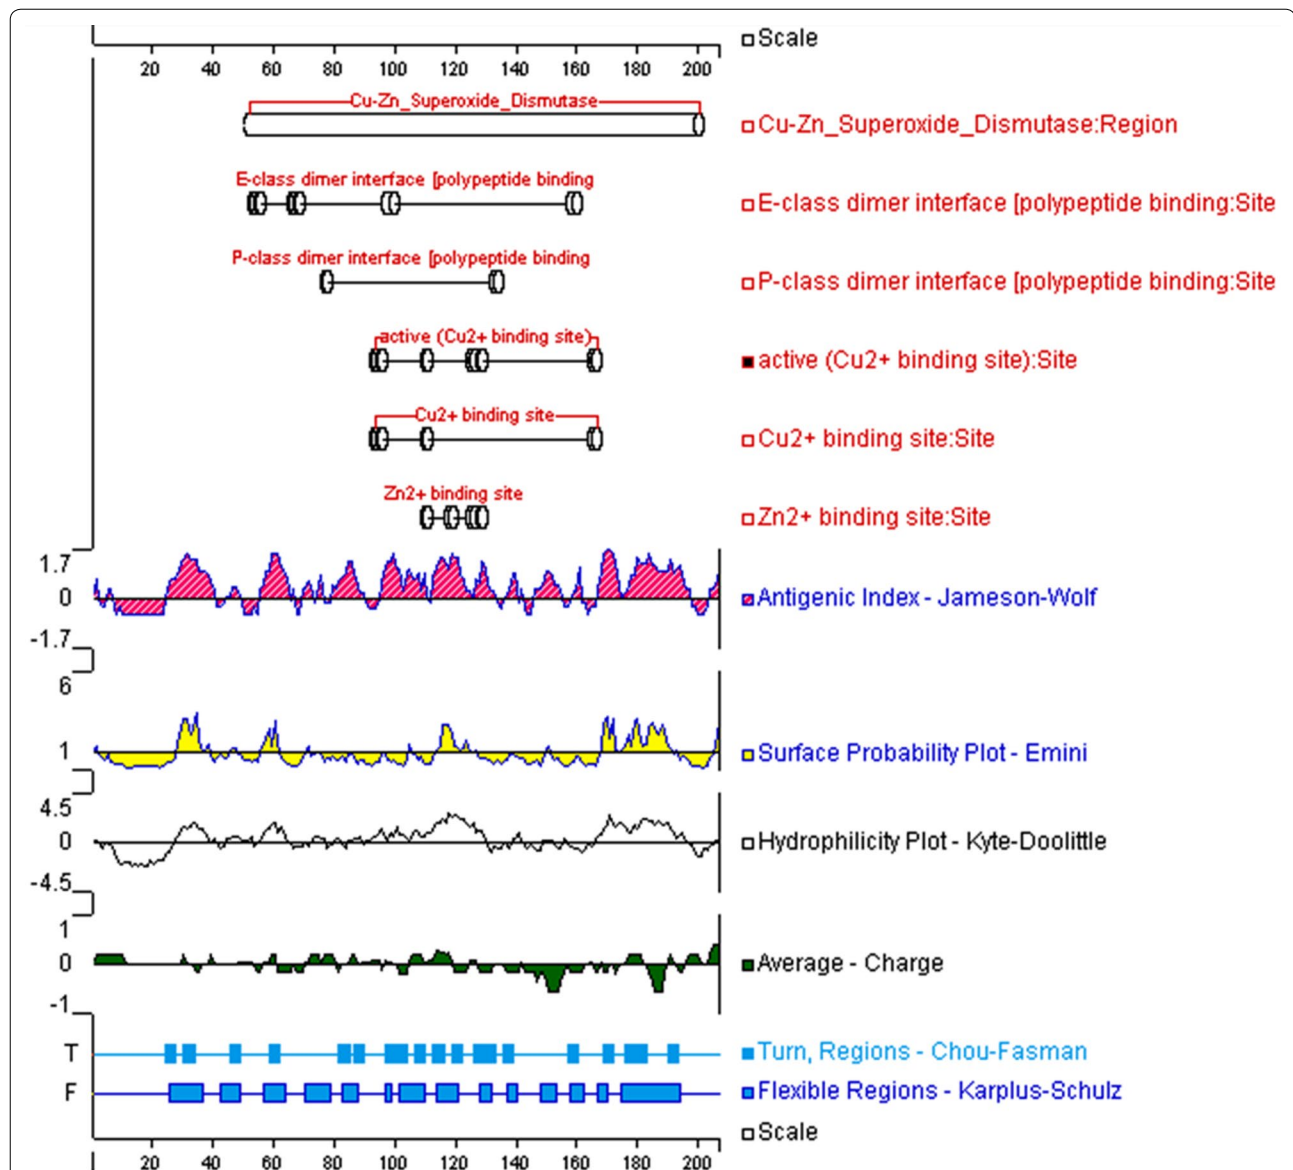 Scale
20 40 60 80 100 120 140 160 180 200
Cu-Zn_Superoxide_Dismutase
Cu-Zn_Superoxide_Dismutase:Region
E-class dimer interface [polypeptide binding
E-class dimer interface [polypeptide binding:Site
P-class dimer interface [polypeptide binding
P-class dimer interface [polypeptide binding:Site
active (Cu2+ binding site)
active (Cu2+ binding site):Site
Cu2+ binding site
Cu2+ binding site:Site
Zn2+ binding site
Zn2+ binding site:Site
1.7
0
-1.7
Antigenic Index - Jameson-Wolf
6
1
Surface Probability Plot - Emini
4.5
0
-4.5
Hydrophilicity Plot - Kyte-Doolittle
1
0
-1
Average - Charge
T
Turn, Regions - Chou-Fasman
F
Flexible Regions - Karplus-Schulz
Scale
20 40 60 80 100 120 140 160 180 200